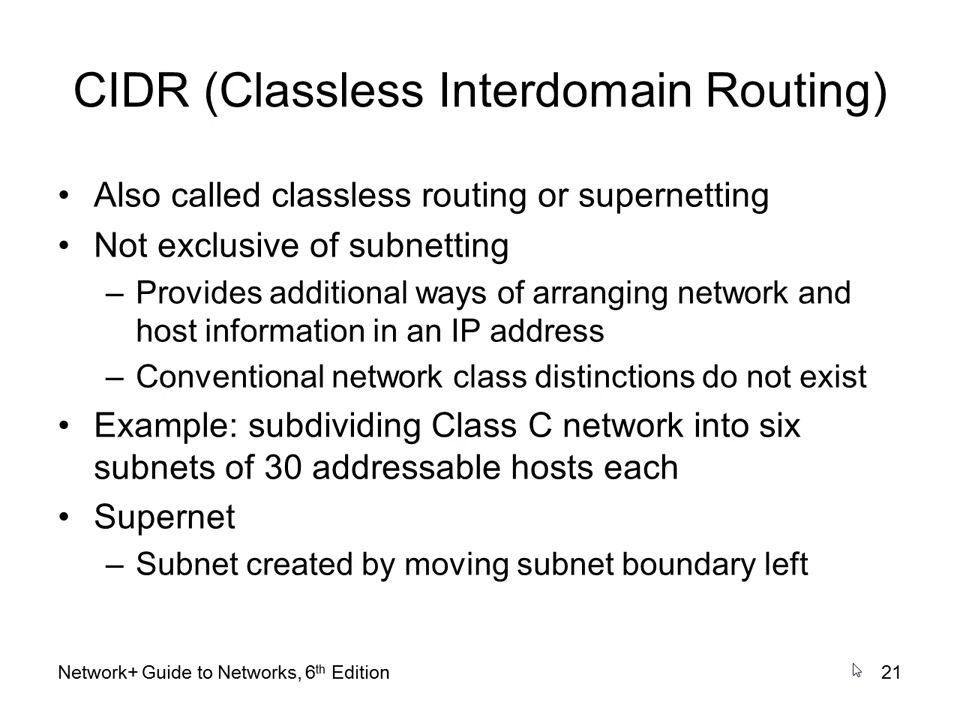 CIDR (Classless Interdomain Routing)
• Also called classless routing or supernetting
• Not exclusive of subnetting
– Provides additional ways of arranging network and
host information in an IP address
– Conventional network class distinctions do not exist
• Example: subdividing Class C network into six
subnets of 30 addressable hosts each
• Supernet
– Subnet created by moving subnet boundary left
Network+ Guide to Networks, 6th Edition
21